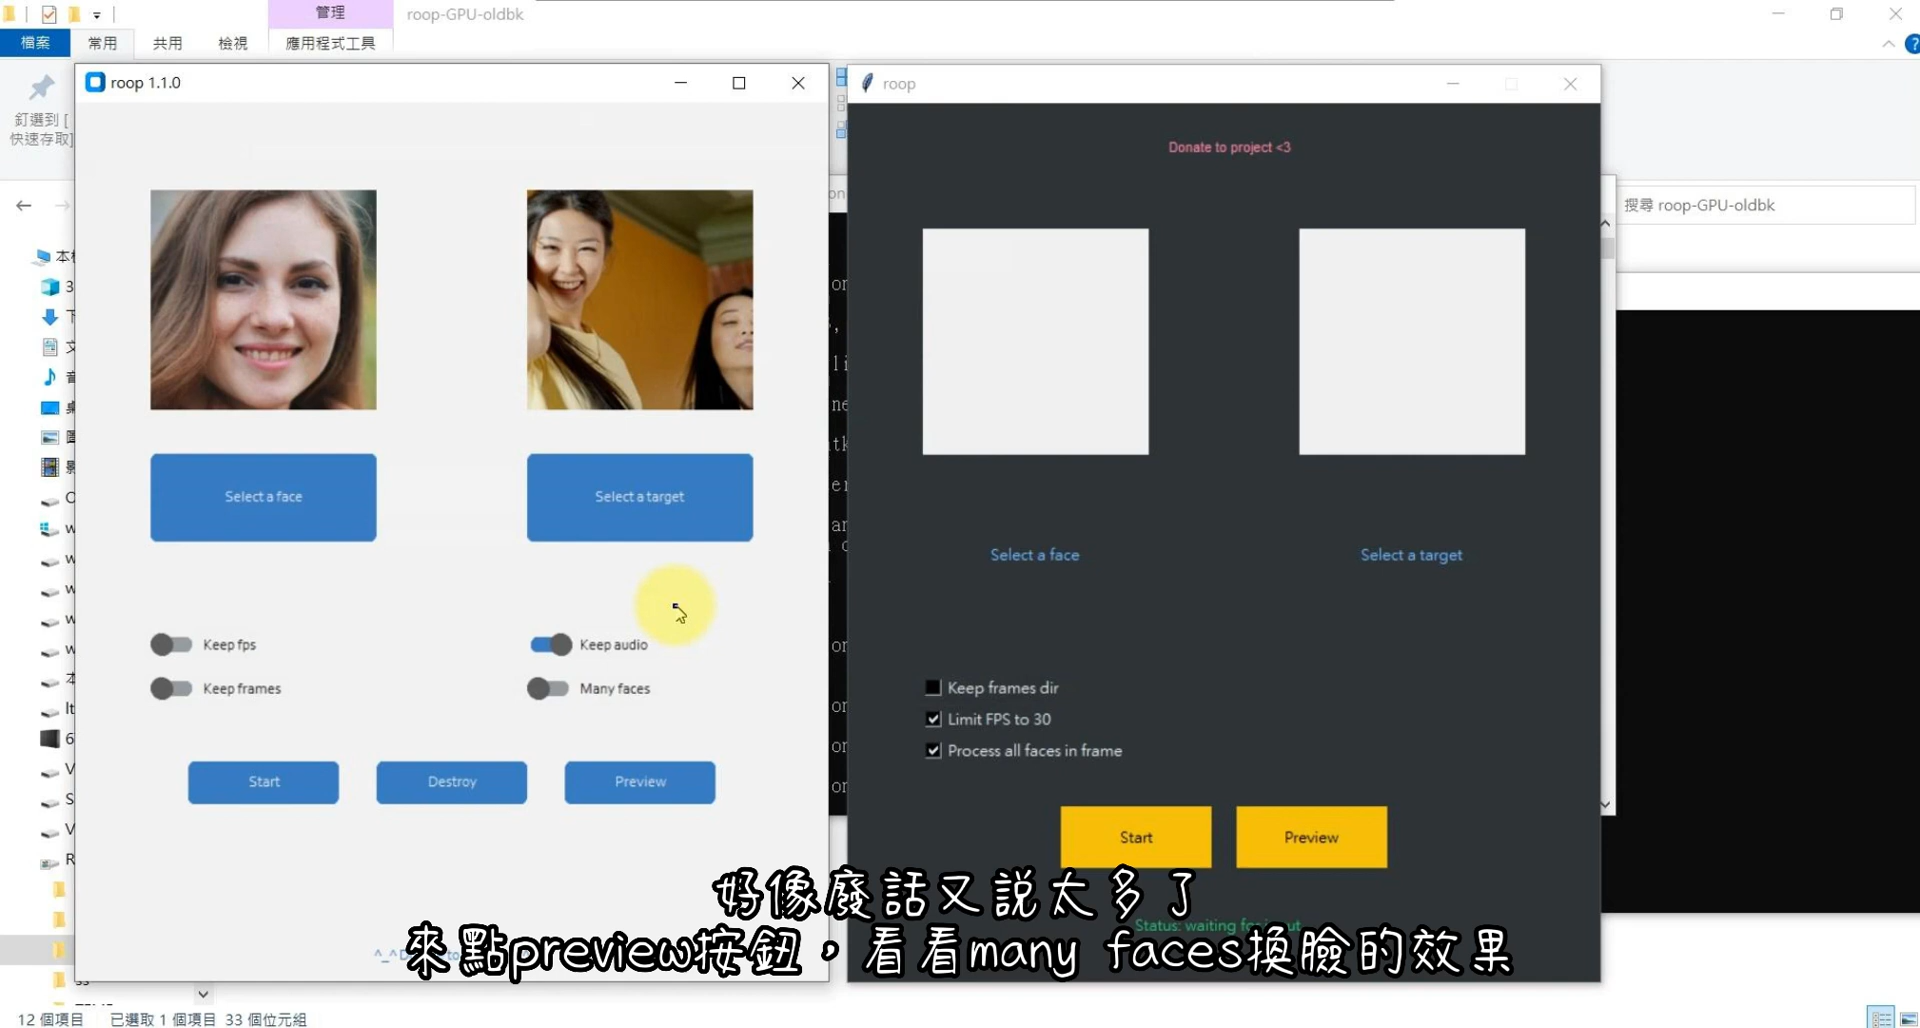 管理
roop-GPU-oldbk
檔案
常用
共用
檢視
應用程式工具
釘選到 [
快速存取]
搜尋 roop-GPU-oldbk
roop 1.1.0
Select a face
Select a target
Keep fps
Keep audio
Keep frames
Many faces
Start
Destroy
Preview
roop
Donate to project <3
Select a face
Select a target
Keep frames dir
Limit FPS to 30
Process all faces in frame
Start
Preview
Status: waiting for input
好像廢話又説太多了
來點preview按鈕，看看many faces換臉的效果
12 個項目
已選取 1 個項目
33 個位元組